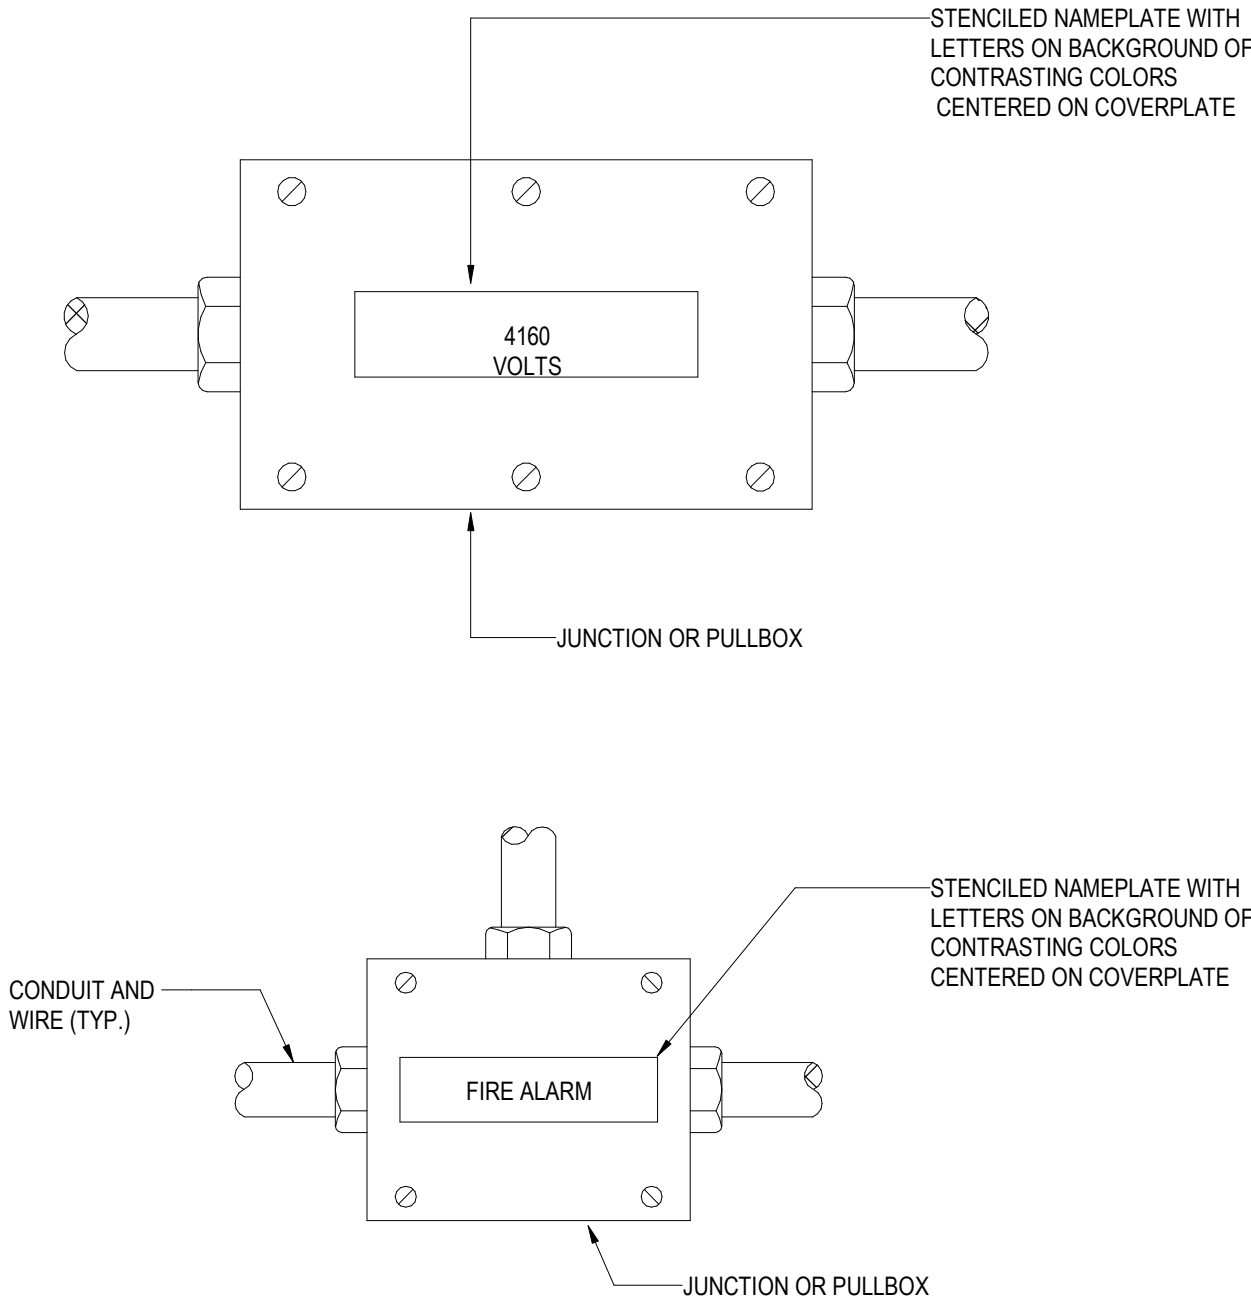 STENCILED NAMEPLATE WITH
LETTERS ON BACKGROUND OF
CONTRASTING COLORS
CENTERED ON COVERPLATE
4160
VOLTS
JUNCTION OR PULLBOX
STENCILED NAMEPLATE WITH
LETTERS ON BACKGROUND OF
CONTRASTING COLORS
CENTERED ON COVERPLATE
CONDUIT AND
WIRE (TYP.)
FIRE ALARM
JUNCTION OR PULLBOX